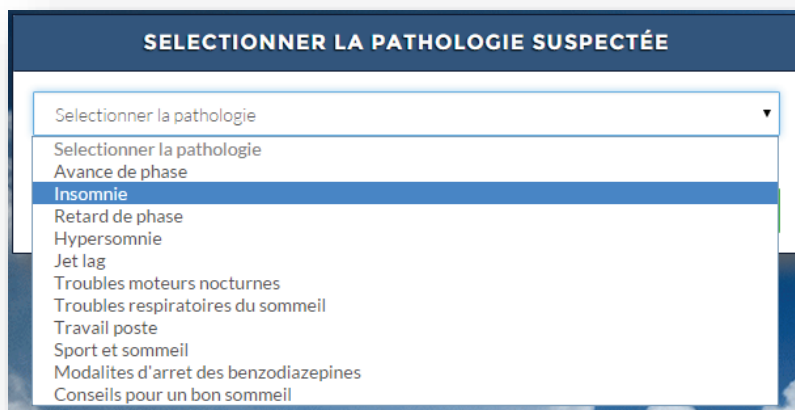 SELECTIONNER LA PATHOLOGIE SUSPECTÉE
Selectionner la pathologie
Selectionner la pathologie
Avance de phase
Insomnie
Retard de phase
Hypersomnie
Jet lag
Troubles moteurs nocturnes
Troubles respiratoires du sommeil
Travail poste
Sport et sommeil
Modalites d'arret des benzodiazepines
Conseils pour un bon sommeil